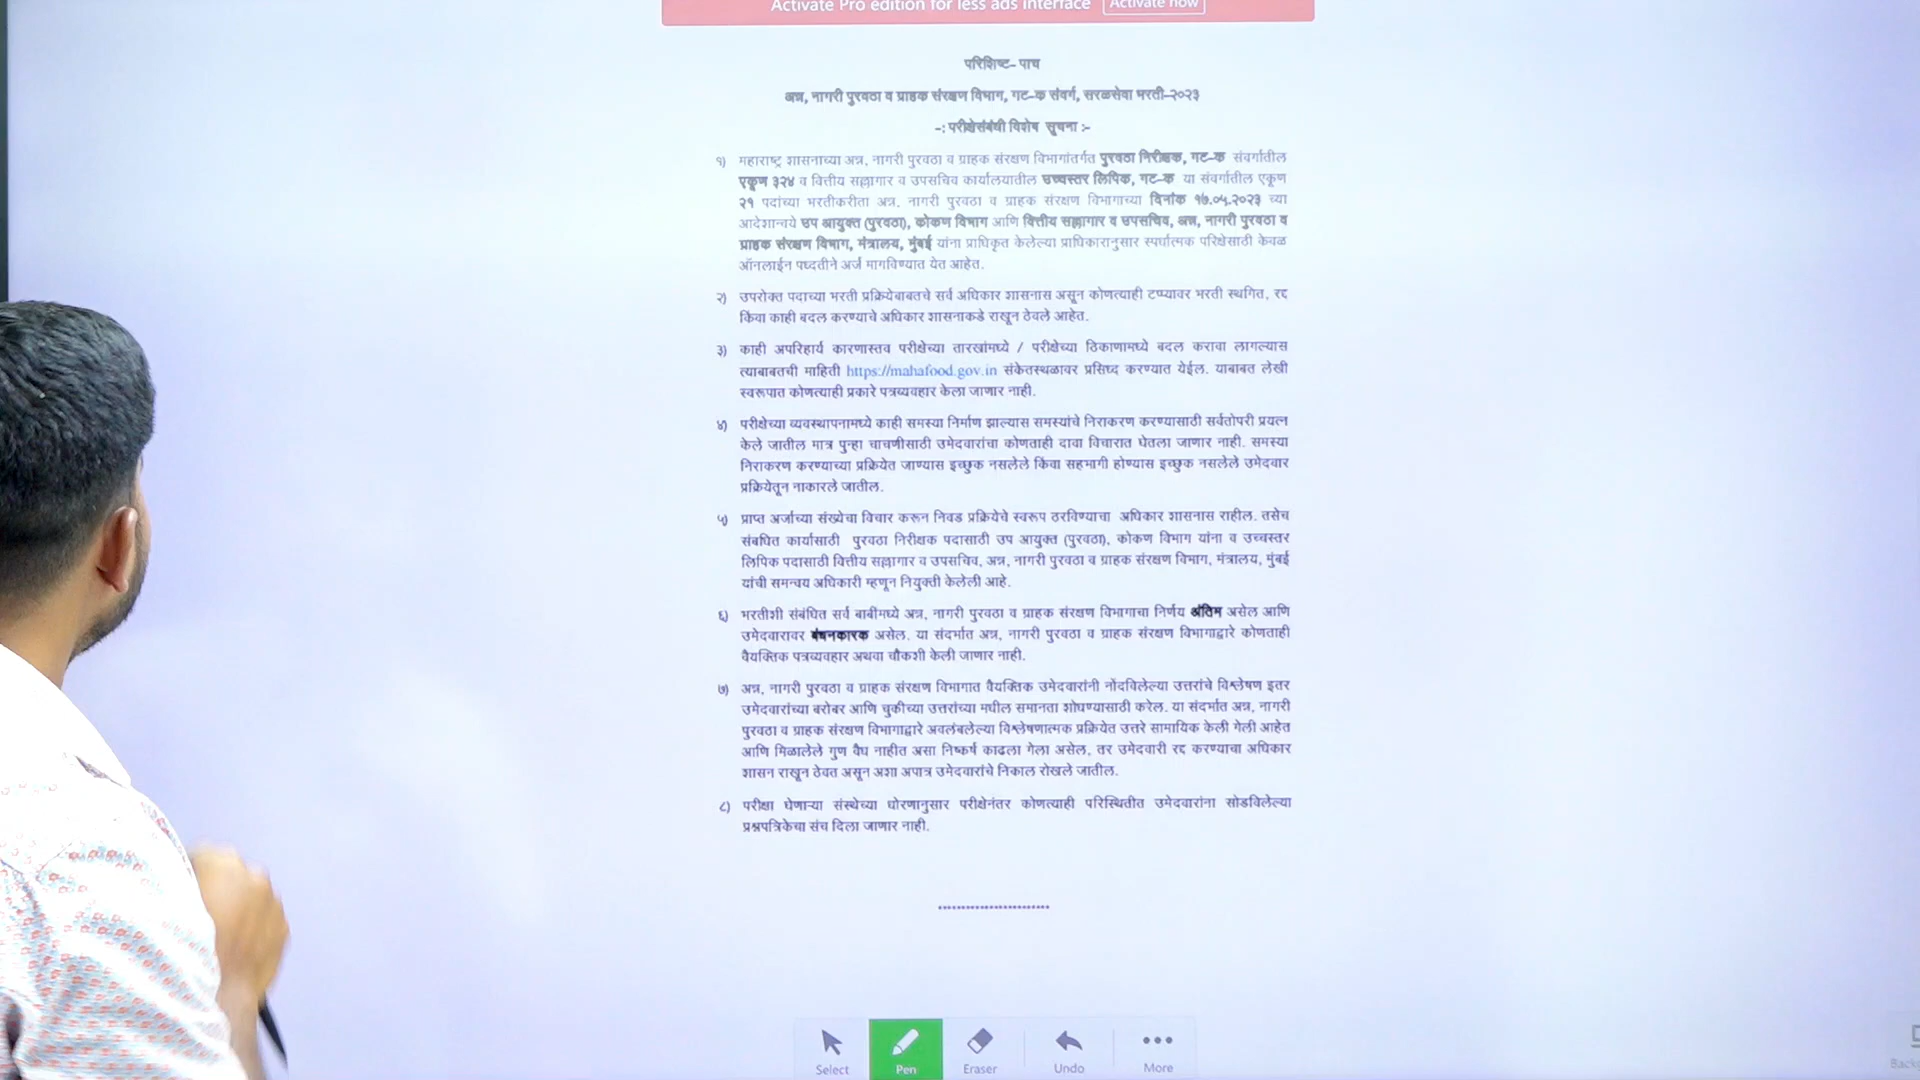 Activate Pro edition for less ads interface Activate now
परिशिष्ट– पाच
अन्न, नागरी पुरवठा व ग्राहक संरक्षण विभाग, गट–क संवर्ग, सरळसेवा भरती–२०२३
–: परीक्षेसंबंधी विशेष सुचना :–
१) महाराष्ट्र शासनाच्या अन्न, नागरी पुरवठा व ग्राहक संरक्षण विभागांतर्गत पुरवठा निरीक्षक, गट–क संवर्गातील
एकूण ३२४ व वित्तीय सल्लागार व उपसचिव कार्यालयातील उच्चस्तर लिपिक, गट–क या संवर्गातील एकूण
२१ पदांच्या भरतीकरीता अन्न, नागरी पुरवठा व ग्राहक संरक्षण विभागाच्या दिनांक १७.०५.२०२३ च्या
आदेशान्वये उप आयुक्त (पुरवठा), कोकण विभाग आणि वित्तीय सल्लागार व उपसचिव, अन्न, नागरी पुरवठा व
ग्राहक संरक्षण विभाग, मंत्रालय, मुंबई यांना प्राधिकृत केलेल्या प्राधिकारानुसार स्पर्धात्मक परिक्षेसाठी केवळ
ऑनलाईन पध्दतीने अर्ज मागविण्यात येत आहेत.
२) उपरोक्त पदाच्या भरती प्रक्रियेबाबतचे सर्व अधिकार शासनास असून कोणत्याही टप्प्यावर भरती स्थगित, रद्द
किंवा काही बदल करण्याचे अधिकार शासनाकडे राखून ठेवले आहेत.
३) काही अपरिहार्य कारणास्तव परीक्षेच्या तारखांमध्ये / परीक्षेच्या ठिकाणामध्ये बदल करावा लागल्यास
त्याबाबतची माहिती https://mahafood.gov.in संकेतस्थळावर प्रसिध्द करण्यात येईल. याबाबत लेखी
स्वरूपात कोणत्याही प्रकारे पत्रव्यवहार केला जाणार नाही.
४) परीक्षेच्या व्यवस्थापनामध्ये काही समस्या निर्माण झाल्यास समस्यांचे निराकरण करण्यासाठी सर्वतोपरी प्रयत्न
केले जातील मात्र पुन्हा चाचणीसाठी उमेदवारांचा कोणताही दावा विचारात घेतला जाणार नाही. समस्या
निराकरण करण्याच्या प्रक्रियेत जाण्यास इच्छुक नसलेले किंवा सहभागी होण्यास इच्छुक नसलेले उमेदवार
प्रक्रियेतून नाकारले जातील.
५) प्राप्त अर्जाच्या संख्येचा विचार करून निवड प्रक्रियेचे स्वरूप ठरविण्याचा अधिकार शासनास राहील. तसेच
संबधित कार्यासाठी पुरवठा निरीक्षक पदासाठी उप आयुक्त (पुरवठा), कोकण विभाग यांना व उच्चस्तर
लिपिक पदासाठी वित्तीय सल्लागार व उपसचिव, अन्न, नागरी पुरवठा व ग्राहक संरक्षण विभाग, मंत्रालय, मुंबई
यांची समन्वय अधिकारी म्हणून नियुक्ती केलेली आहे.
६) भरतीशी संबंधित सर्व बाबींमध्ये अन्न, नागरी पुरवठा व ग्राहक संरक्षण विभागाचा निर्णय अंतिम असेल आणि
उमेदवारावर बंधनकारक असेल. या संदर्भात अन्न, नागरी पुरवठा व ग्राहक संरक्षण विभागाद्वारे कोणताही
वैयक्तिक पत्रव्यवहार अथवा चौकशी केली जाणार नाही.
७) अन्न, नागरी पुरवठा व ग्राहक संरक्षण विभागात वैयक्तिक उमेदवारांनी नोंदविलेल्या उत्तरांचे विश्लेषण इतर
उमेदवारांच्या बरोबर आणि चुकीच्या उत्तरांच्या मधील समानता शोधण्यासाठी करेल. या संदर्भात अन्न, नागरी
पुरवठा व ग्राहक संरक्षण विभागाद्वारे अवलंबलेल्या विश्लेषणात्मक प्रक्रियेत उत्तरे सामायिक केली गेली आहेत
आणि मिळालेले गुण वैध नाहीत असा निष्कर्ष काढला गेला असेल, तर उमेदवारी रद्द करण्याचा अधिकार
शासन राखून ठेवत असून अशा अपात्र उमेदवारांचे निकाल रोखले जातील.
८) परीक्षा घेणाऱ्या संस्थेच्या धोरणानुसार परीक्षेनंतर कोणत्याही परिस्थितीत उमेदवारांना सोडविलेल्या
प्रश्नपत्रिकेचा संच दिला जाणार नाही.
Select Pen Eraser Undo More